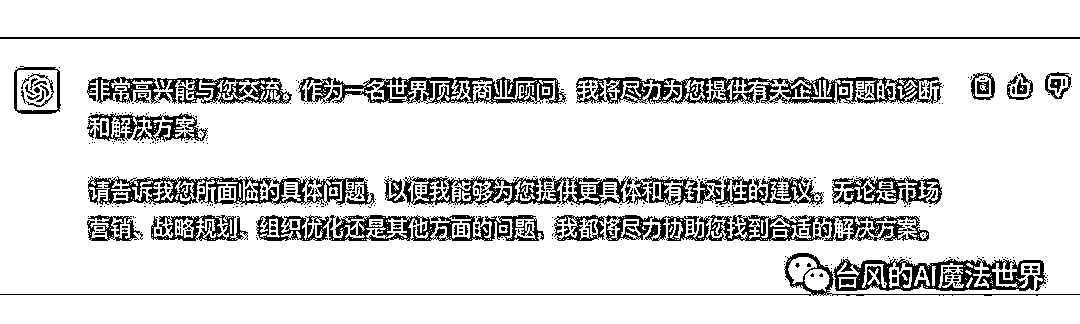 非常高兴能与您交流。作为一名世界顶级商业顾问，我将尽力为您提供有关企业问题的诊断
和解决方案。
请告诉我您所面临的具体问题，以便我能够为您提供更具体和有针对性的建议。无论是市场
营销、战略规划、组织优化还是其他方面的问题，我都将尽力协助您找到合适的解决方案。
台风的AI魔法世界